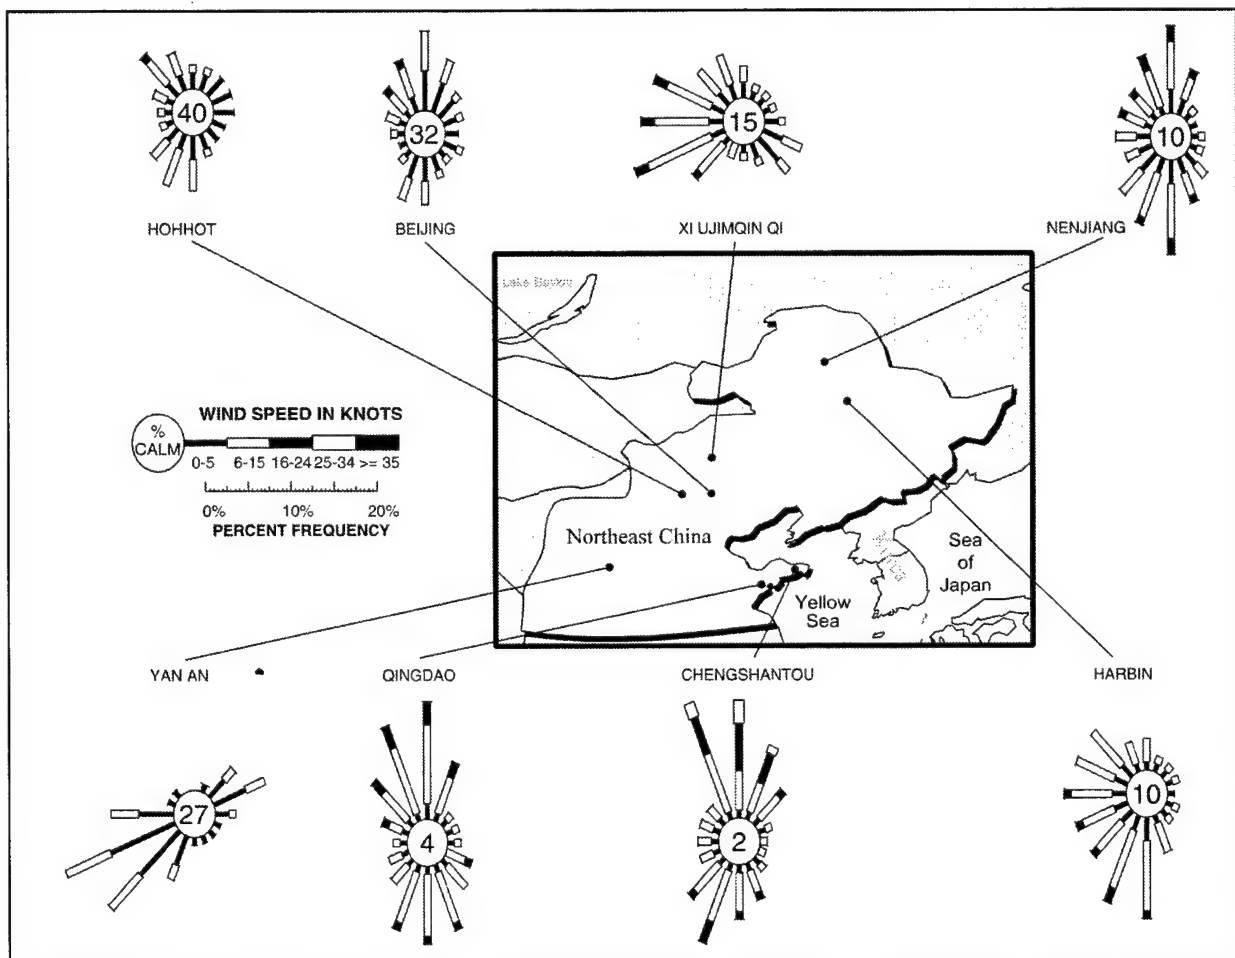 40
32
15
10
HOHHOT
BEIJING
XI UJIMQIN QI
NENJIANG
WIND SPEED IN KNOTS
%
CALM
0-5 6-15 16-24 25-34 >= 35
0% 10% 20%
PERCENT FREQUENCY
Northeast China
Sea
of
Japan
Yellow
Sea
YAN AN
QINGDAO
CHENGSHANTOU
HARBIN
27
4
2
10